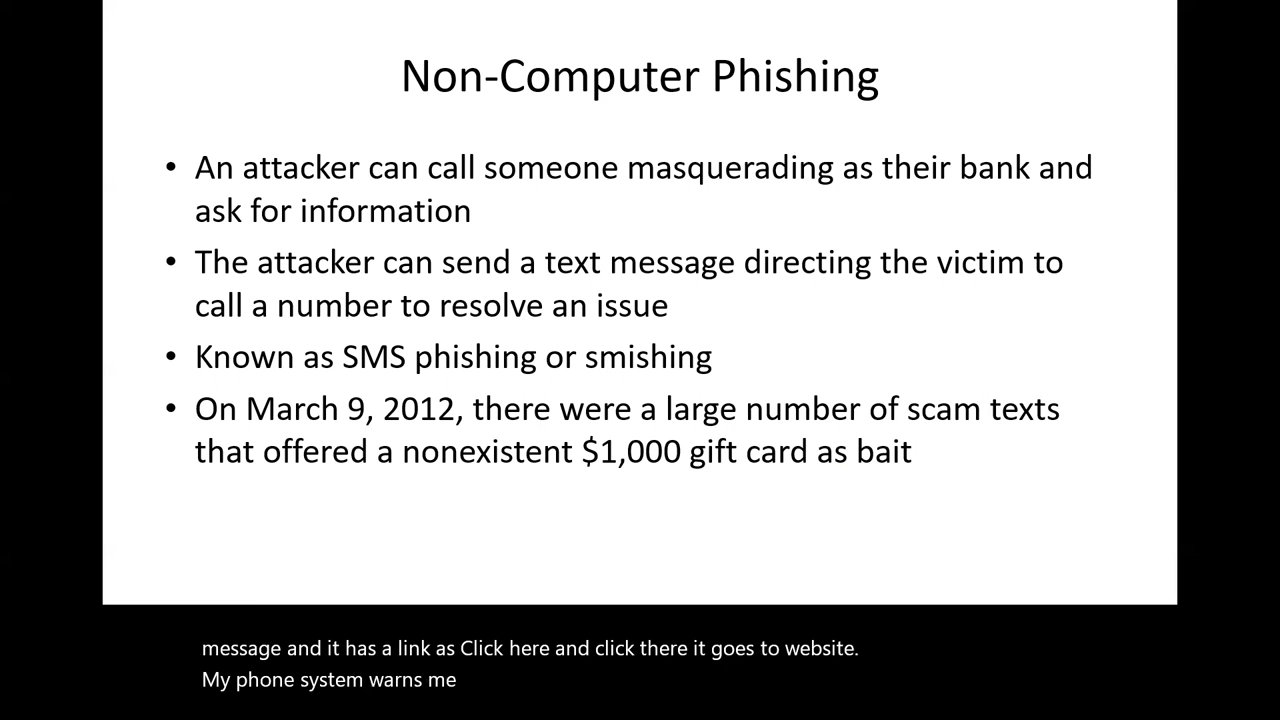 Non-Computer Phishing
• An attacker can call someone masquerading as their bank and
ask for information
• The attacker can send a text message directing the victim to
call a number to resolve an issue
• Known as SMS phishing or smishing
• On March 9, 2012, there were a large number of scam texts
that offered a nonexistent $1,000 gift card as bait
message and it has a link as Click here and click there it goes to website.
My phone system warns me